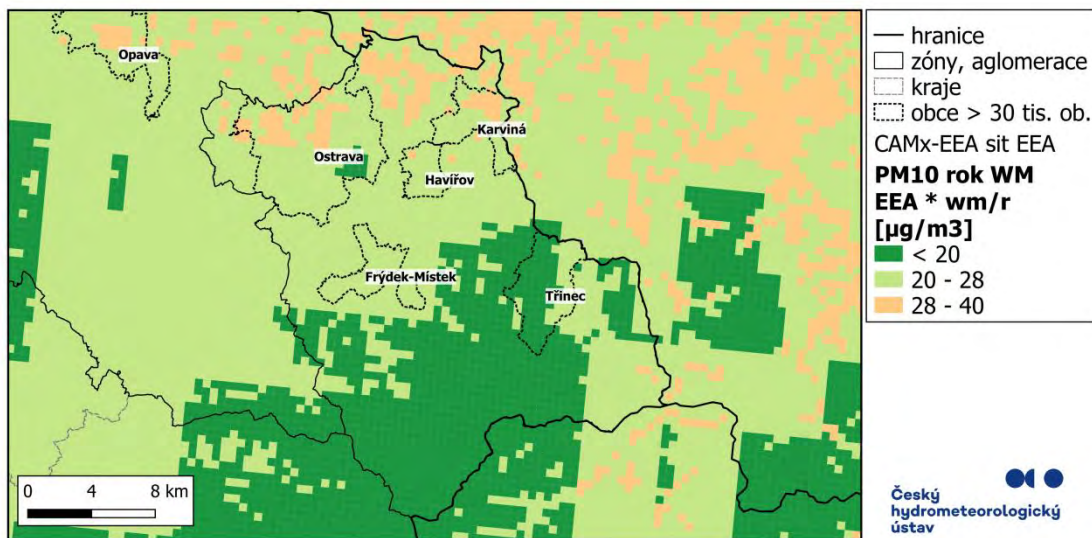 Opava
Ostrava
Karviná
Havířov
Frýdek-Místek
Třinec
0 4 8 km
hranice
zóny, aglomerace
kraje
obce > 30 tis. ob.
CAMx-EEA sit EEA
PM10 rok WM
EEA * wm/r
[µg/m3]
< 20
20 - 28
28 - 40
Český
hydrometeorologický
ústav